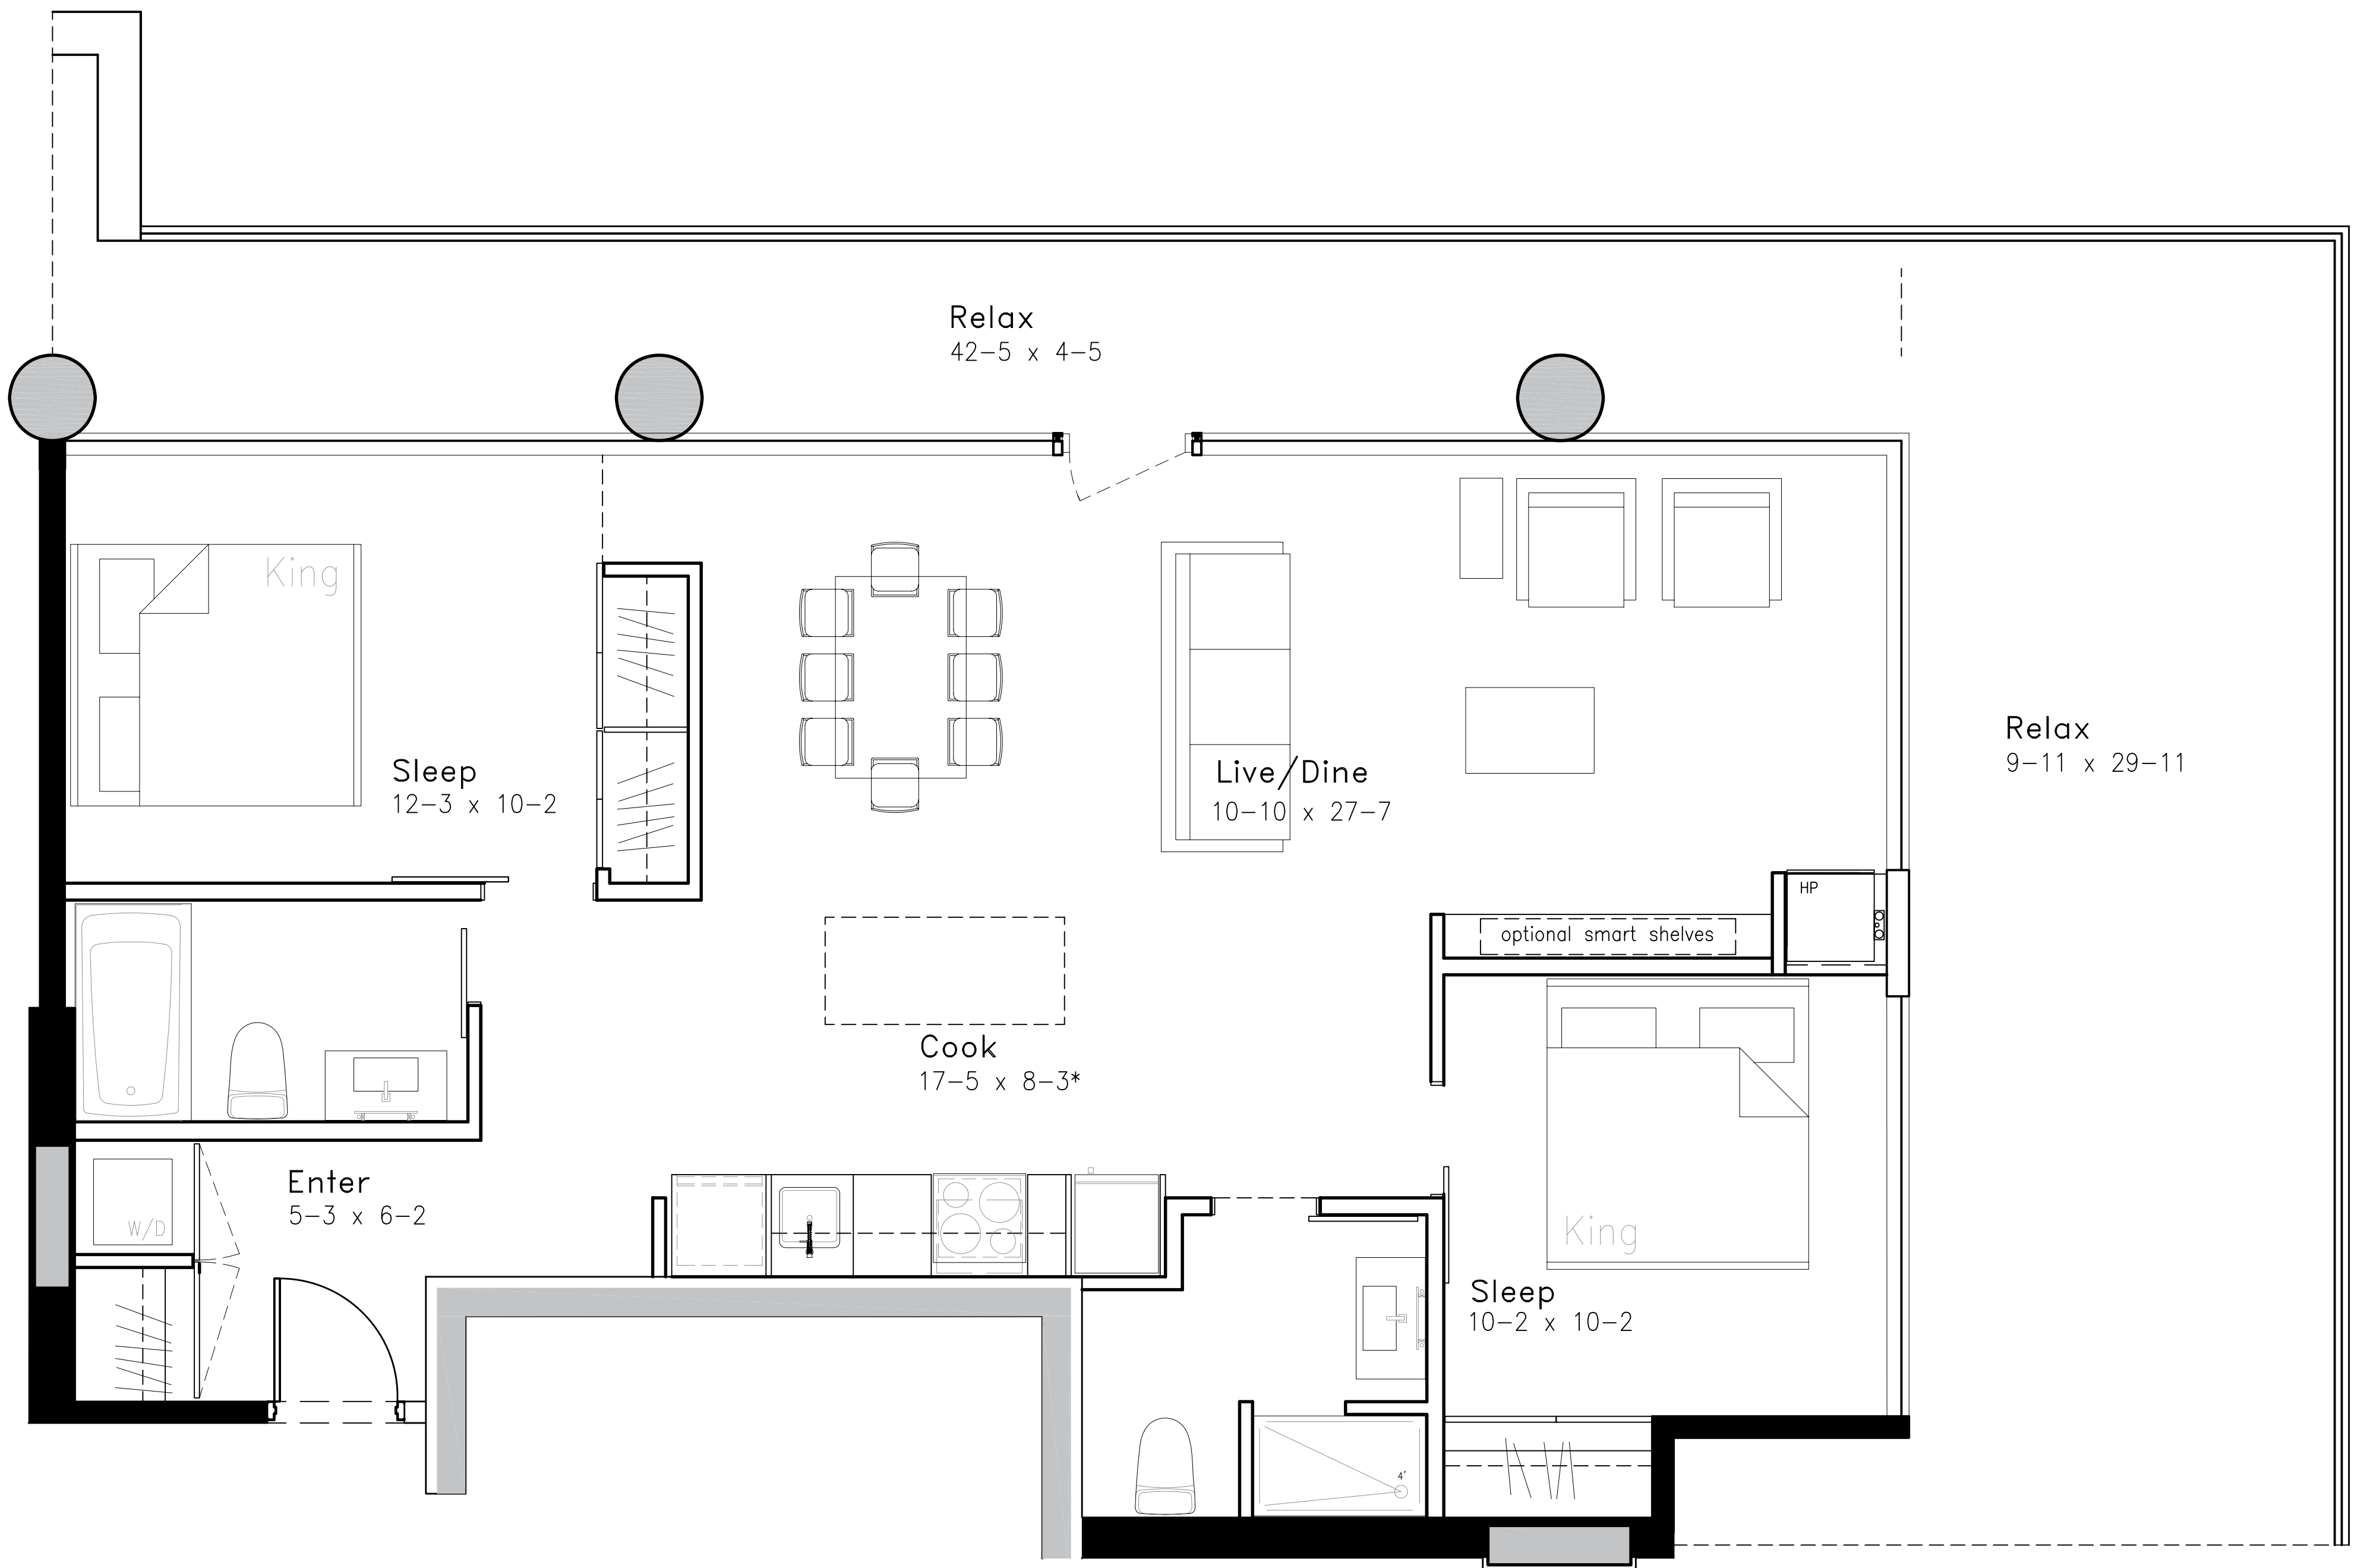 Relax
42-5 x 4-5
King
Sleep
12-3 x 10-2
Live/Dine
10-10 x 27-7
Relax
9-11 x 29-11
HP
optional smart shelves
Cook
17-5 x 8-3*
Enter
5-3 x 6-2
W/D
King
Sleep
10-2 x 10-2
4'